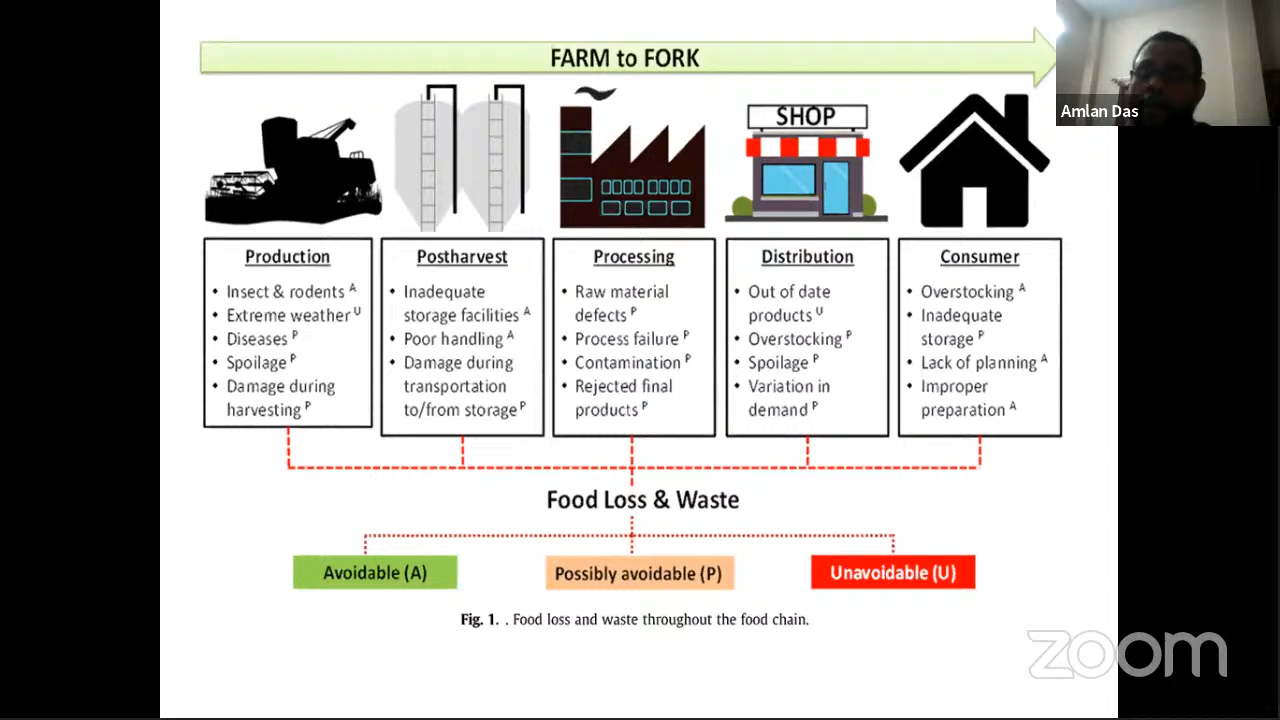 FARM to FORK
Amlan Das
SHOP
Production
• Insect & rodents A
• Extreme weather U
• Diseases P
• Spoilage P
• Damage during
harvesting P
Postharvest
• Inadequate
storage facilities A
• Poor handling A
• Damage during
transportation
to/from storage P
Processing
• Raw material
defects P
• Process failure P
• Contamination P
• Rejected final
products P
Distribution
• Out of date
products U
• Overstocking P
• Spoilage P
• Variation in
demand P
Consumer
• Overstocking A
• Inadequate
storage P
• Lack of planning A
• Improper
preparation A
Food Loss & Waste
Avoidable (A)
Possibly avoidable (P)
Unavoidable (U)
Fig. 1. . Food loss and waste throughout the food chain.
zoom